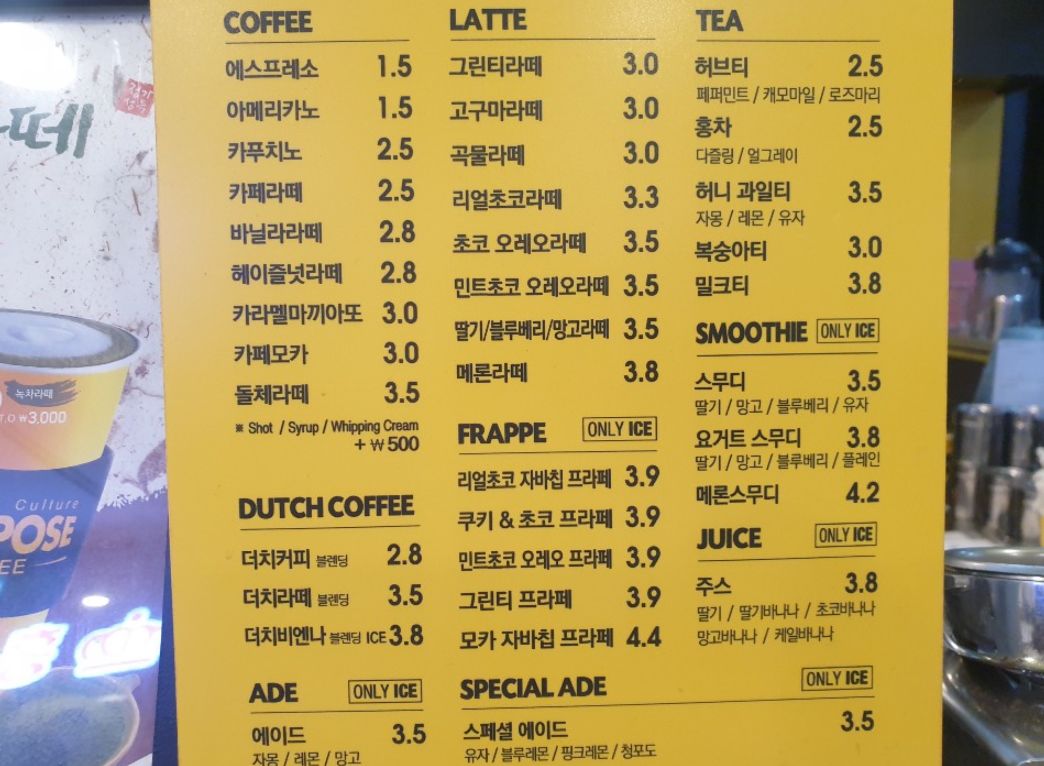 COFFEE
에스프레소 1.5
아메리카노 1.5
카푸치노 2.5
카페라떼 2.5
바닐라라떼 2.8
헤이즐넛라떼 2.8
카라멜마끼아또 3.0
카페모카 3.0
돌체라떼 3.5
※ Shot / Syrup / Whipping Cream
+ ₩500
DUTCH COFFEE
더치커피 블렌딩 2.8
더치라떼 블렌딩 3.5
더치비엔나 블렌딩 ICE 3.8
ADE ONLY ICE
에이드 3.5
자몽 / 레몬 / 망고
LATTE
그린티라떼 3.0
고구마라떼 3.0
곡물라떼 3.0
리얼초코라떼 3.3
초코 오레오라떼 3.5
민트초코 오레오라떼 3.5
딸기/블루베리/망고라떼 3.5
메론라떼 3.8
FRAPPE ONLY ICE
리얼초코 자바칩 프라페 3.9
쿠키 & 초코 프라페 3.9
민트초코 오레오 프라페 3.9
그린티 프라페 3.9
모카 자바칩 프라페 4.4
SPECIAL ADE ONLY ICE
스페셜 에이드 3.5
유자 / 블루레몬 / 핑크레몬 / 청포도
TEA
허브티 2.5
페퍼민트 / 캐모마일 / 로즈마리
홍차 2.5
다즐링 / 얼그레이
허니 과일티 3.5
자몽 / 레몬 / 유자
복숭아티 3.0
밀크티 3.8
SMOOTHIE ONLY ICE
스무디 3.5
딸기 / 망고 / 블루베리 / 유자
요거트 스무디 3.8
딸기 / 망고 / 블루베리 / 플레인
메론스무디 4.2
JUICE ONLY ICE
주스 3.8
딸기 / 딸기바나나 / 초코바나나
망고바나나 / 케일바나나
떼
녹차라떼
T.O ₩3,000
Culture
POSE
EE